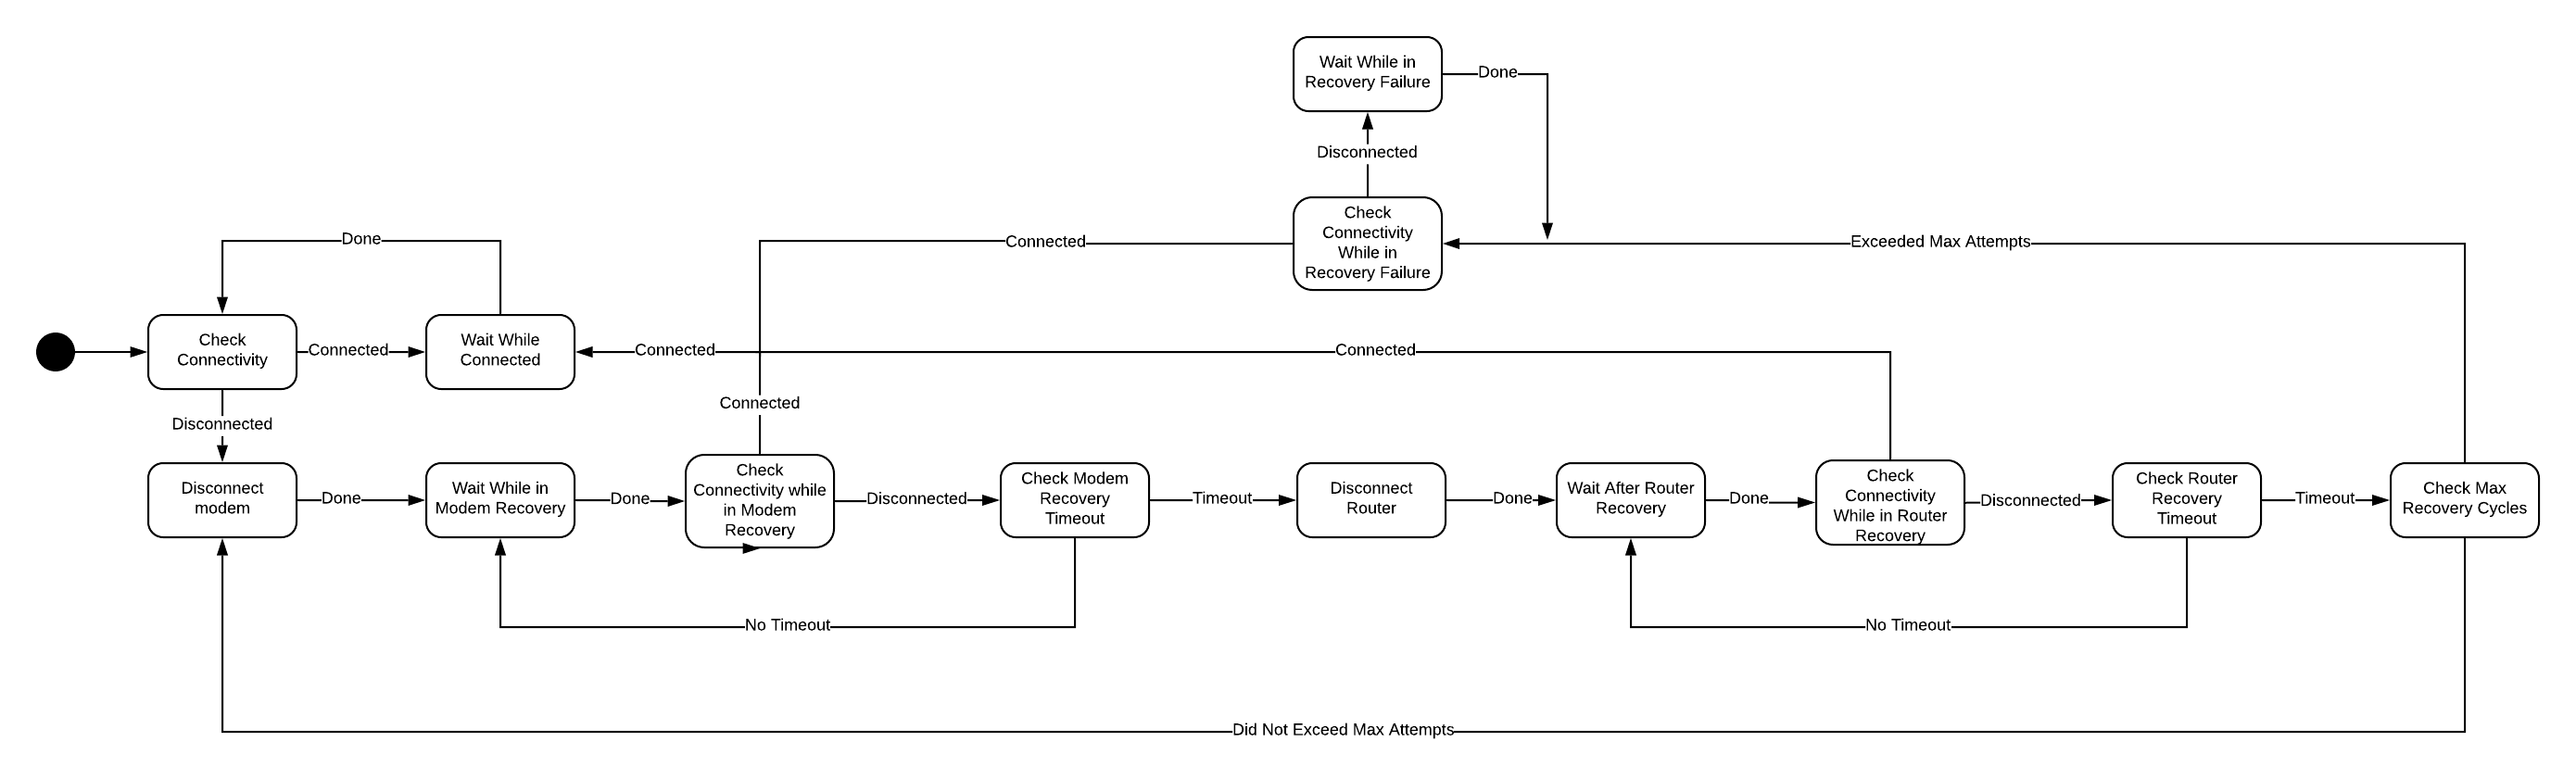 Wait While in
Recovery Failure
Done
Disconnected
Check
Connectivity
While in
Recovery Failure
Done
Connected
Exceeded Max Attempts
Check
Connectivity
Connected
Wait While
Connected
Connected
Connected
Connected
Disconnected
Disconnect
modem
Done
Wait While in
Modem Recovery
Done
Check
Connectivity while
in Modem
Recovery
Disconnected
Check Modem
Recovery
Timeout
Timeout
Disconnect
Router
Done
Wait After Router
Recovery
Done
Check
Connectivity
While in Router
Recovery
Disconnected
Check Router
Recovery
Timeout
Timeout
Check Max
Recovery Cycles
No Timeout
No Timeout
Did Not Exceed Max Attempts